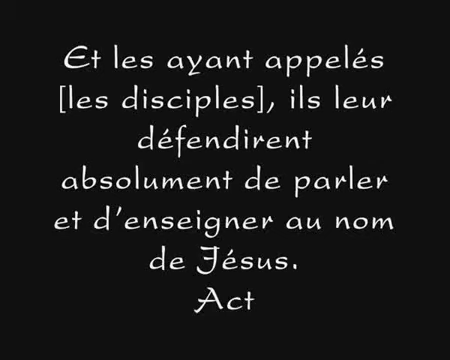 Et les ayant appelés
[les disciples], ils leur
défendirent
absolument de parler
et d’enseigner au nom
de Jésus.
Act